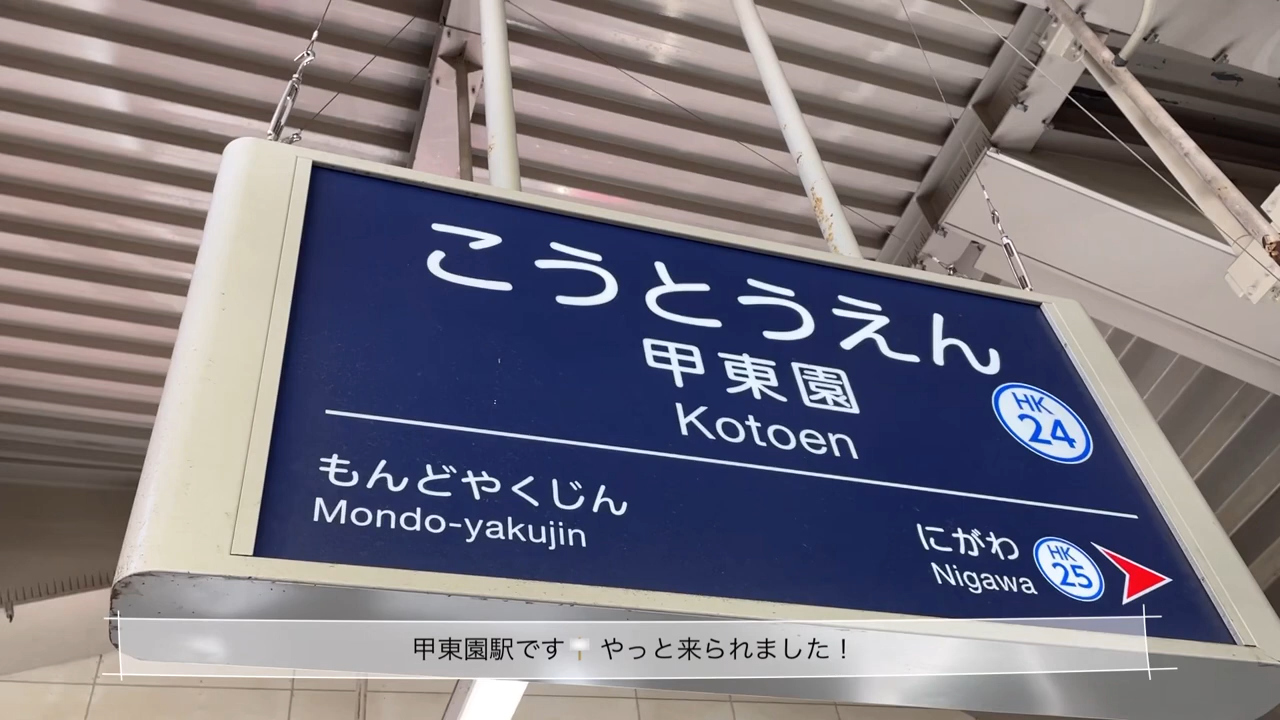 こうとうえん
甲東園
Kotoen
HK
24
もんどやくじん
Mondo-yakujin
にがわ
Nigawa
HK
25
甲東園駅です🚏 やっと来られました！